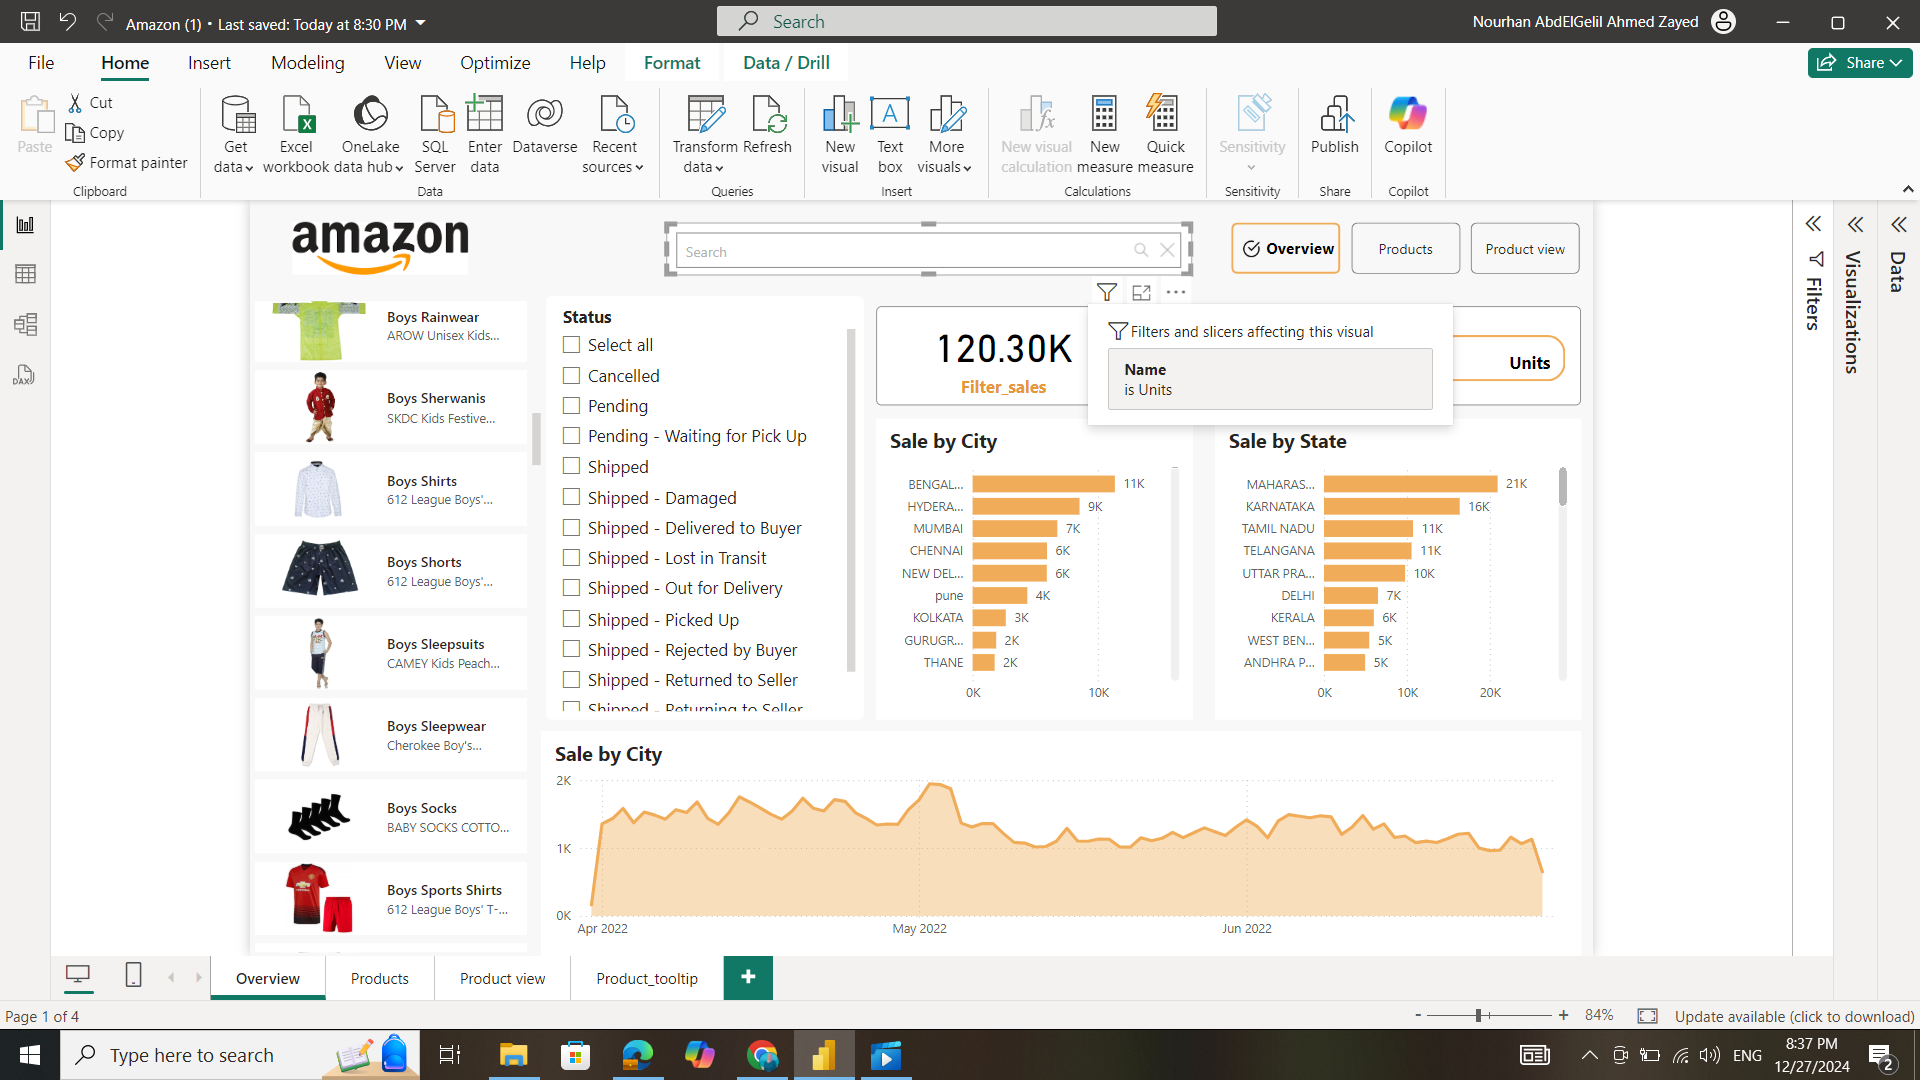 Amazon (1) • Last saved: Today at 8:30 PM
Search
Nourhan AbdElGelil Ahmed Zayed
File
Home
Insert
Modeling
View
Optimize
Help
Format
Data / Drill
Share
Paste
Cut
Copy
Format painter
Clipboard
Get data
Excel workbook
OneLake data hub
SQL Server
Enter data
Dataverse
Recent sources
Data
Transform data
Refresh
Queries
New visual
Text box
More visuals
Insert
New visual calculation
New measure
Quick measure
Calculations
Sensitivity
Sensitivity
Publish
Share
Copilot
Copilot
amazon
Search
Overview
Products
Product view
Filters
Visualizations
Data
DAX
Boys Rainwear
AROW Unisex Kids...
Boys Sherwanis
SKDC Kids Festive...
Boys Shirts
612 League Boys'...
Boys Shorts
612 League Boys'...
Boys Sleepsuits
CAMEY Kids Peach...
Boys Sleepwear
Cherokee Boy's...
Boys Socks
BABY SOCKS COTTO...
Boys Sports Shirts
612 League Boys' T-...
Status
Select all
Cancelled
Pending
Pending - Waiting for Pick Up
Shipped
Shipped - Damaged
Shipped - Delivered to Buyer
Shipped - Lost in Transit
Shipped - Out for Delivery
Shipped - Picked Up
Shipped - Rejected by Buyer
Shipped - Returned to Seller
Shipped - Returning to Seller
120.30K
Filter_sales
Filters and slicers affecting this visual
Name
is Units
Units
Sale by City
BENGAL... 11K
HYDERA... 9K
MUMBAI 7K
CHENNAI 6K
NEW DEL... 6K
pune 4K
KOLKATA 3K
GURUGR... 2K
THANE 2K
0K 10K
Sale by State
MAHARAS... 21K
KARNATAKA 16K
TAMIL NADU 11K
TELANGANA 11K
UTTAR PRA... 10K
DELHI 7K
KERALA 6K
WEST BEN... 5K
ANDHRA P... 5K
0K 10K 20K
Sale by City
2K
1K
0K
Apr 2022 May 2022 Jun 2022
Overview
Products
Product view
Product_tooltip
+
Page 1 of 4
- + 84%
Update available (click to download)
Type here to search
ENG
8:37 PM
12/27/2024
2